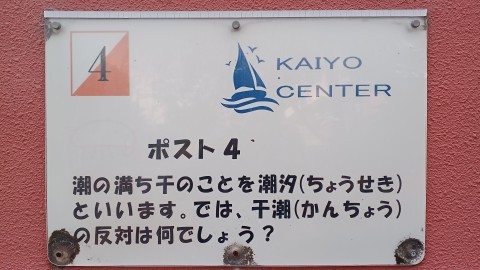 4
KAIYO
CENTER
ポスト4
潮の満ち干のことを潮汐(ちょうせき)
といいます。では、干潮(かんちょう)
の反対は何でしょう?